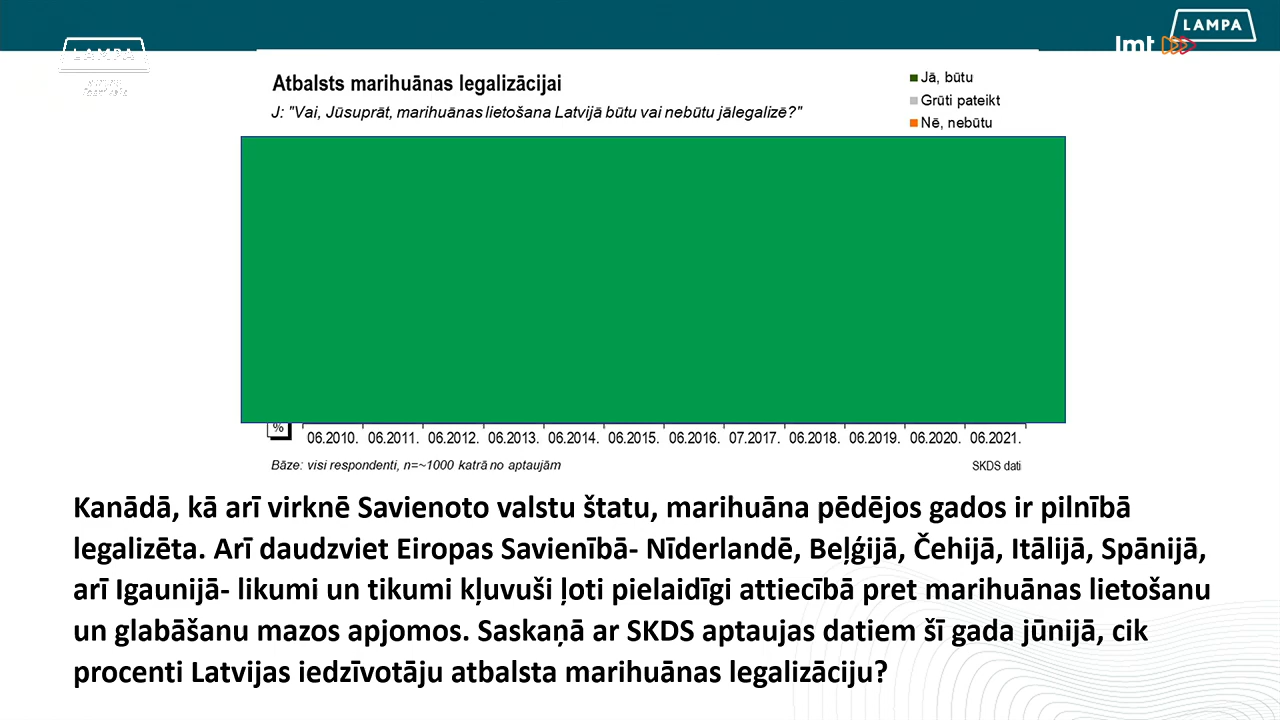 LAMPA
LAMPA
lmt
Atbalsts marihuānas legalizācijai
J: "Vai, Jūsuprāt, marihuānas lietošana Latvijā būtu vai nebūtu jālegalizē?"
Jā, būtu
Grūti pateikt
Nē, nebūtu
%
06.2010. 06.2011. 06.2012. 06.2013. 06.2014. 06.2015. 06.2016. 07.2017. 06.2018. 06.2019. 06.2020. 06.2021.
Bāze: visi respondenti, n=~1000 katrā no aptaujām
SKDS dati
Kanādā, kā arī virknē Savienoto valstu štatu, marihuāna pēdējos gados ir pilnībā
legalizēta. Arī daudzviet Eiropas Savienībā- Nīderlandē, Beļģijā, Čehijā, Itālijā, Spānijā,
arī Igaunijā- likumi un tikumi kļuvuši ļoti pielaidīgi attiecībā pret marihuānas lietošanu
un glabāšanu mazos apjomos. Saskaņā ar SKDS aptaujas datiem šī gada jūnijā, cik
procenti Latvijas iedzīvotāju atbalsta marihuānas legalizāciju?